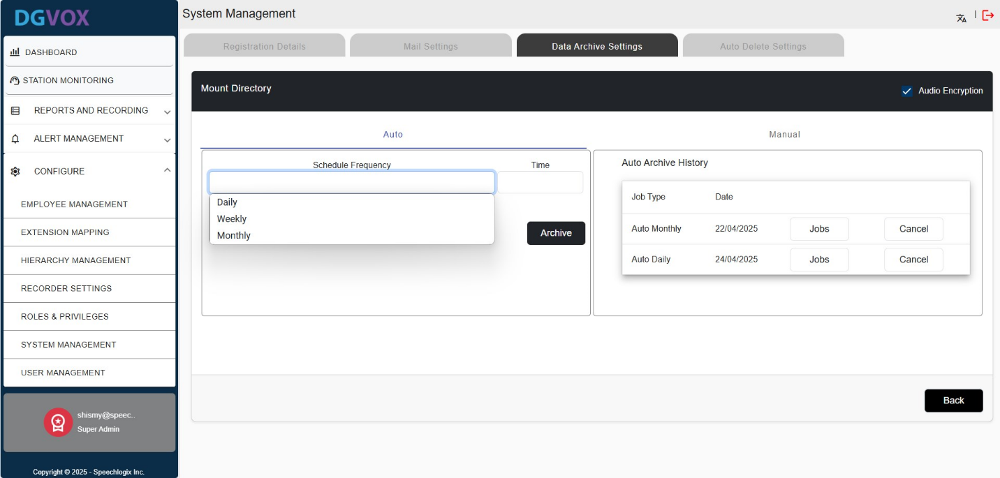 DGVOX
DASHBOARD
STATION MONITORING
REPORTS AND RECORDING
ALERT MANAGEMENT
CONFIGURE
EMPLOYEE MANAGEMENT
EXTENSION MAPPING
HIERARCHY MANAGEMENT
RECORDER SETTINGS
ROLES & PRIVILEGES
SYSTEM MANAGEMENT
USER MANAGEMENT
shismy@speec..
Super Admin
Copyright © 2025 - Speechlogix Inc.
System Management
Registration Details
Mail Settings
Data Archive Settings
Auto Delete Settings
Mount Directory
Audio Encryption
Auto
Manual
Schedule Frequency
Time
Daily
Weekly
Monthly
Archive
Auto Archive History
Job Type Date
Auto Monthly 22/04/2025 Jobs Cancel
Auto Daily 24/04/2025 Jobs Cancel
Back